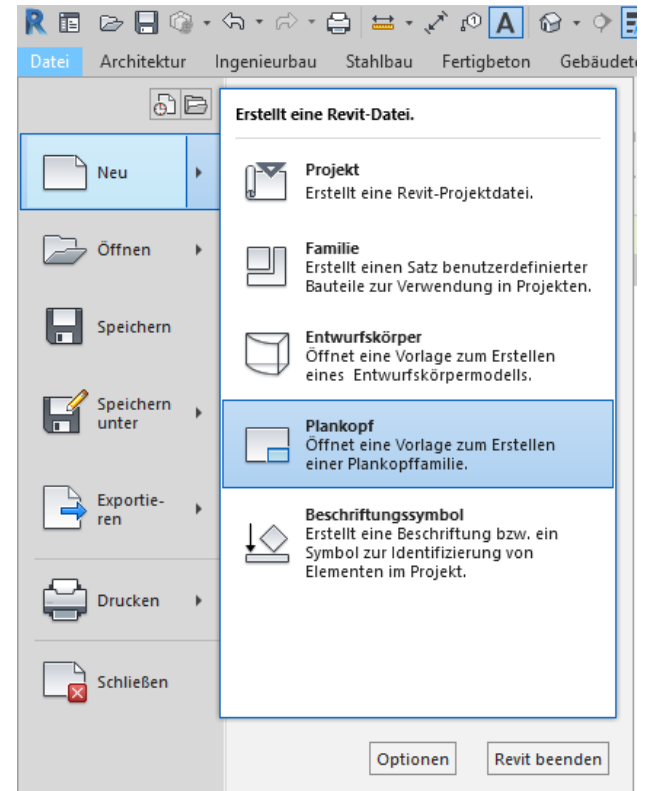 R
A
Datei Architektur Ingenieurbau Stahlbau Fertigbeton Gebäudet
Neu
Öffnen
Speichern
Speichern
unter
Exportie-
ren
Drucken
Schließen
Erstellt eine Revit-Datei.
Projekt
Erstellt eine Revit-Projektdatei.
Familie
Erstellt einen Satz benutzerdefinierter
Bauteile zur Verwendung in Projekten.
Entwurfskörper
Öffnet eine Vorlage zum Erstellen
eines Entwurfskörpermodells.
Plankopf
Öffnet eine Vorlage zum Erstellen
einer Plankopffamilie.
Beschriftungssymbol
Erstellt eine Beschriftung bzw. ein
Symbol zur Identifizierung von
Elementen im Projekt.
Optionen Revit beenden